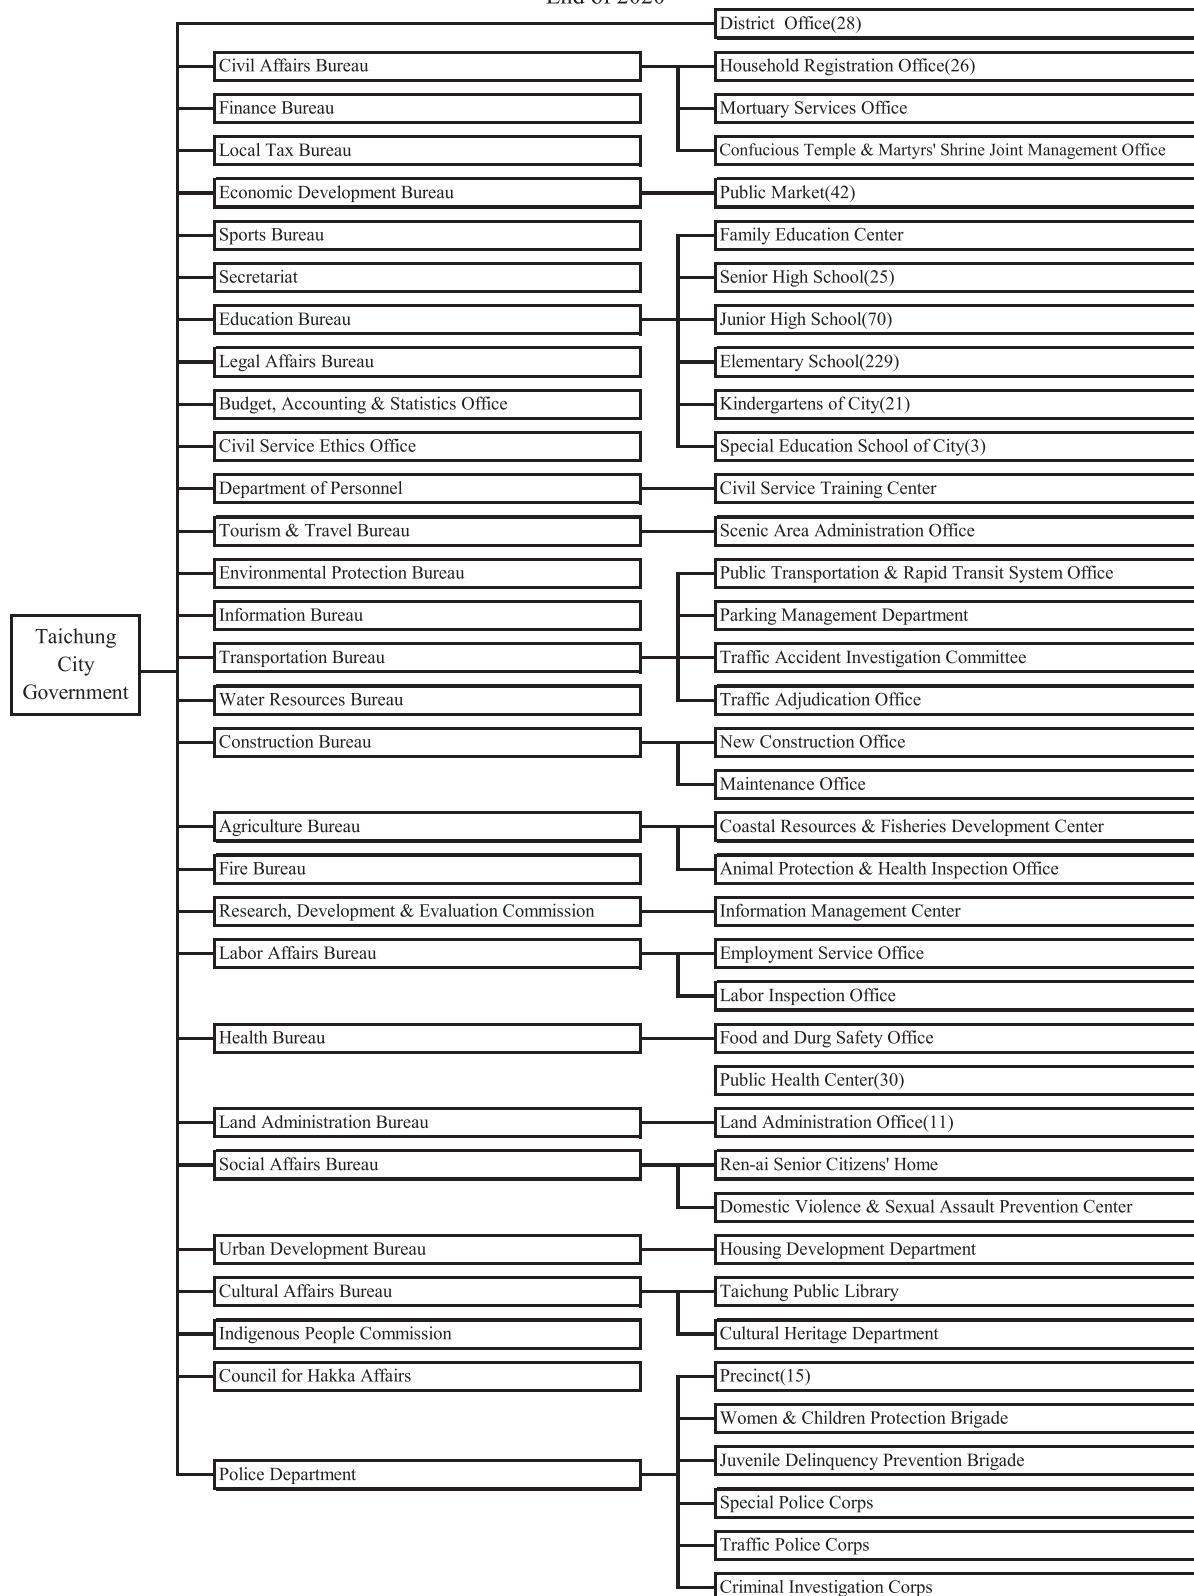 End of 2020
District Office(28)
Civil Affairs Bureau
Household Registration Office(26)
Finance Bureau
Mortuary Services Office
Local Tax Bureau
Confucious Temple & Martyrs' Shrine Joint Management Office
Economic Development Bureau
Public Market(42)
Sports Bureau
Family Education Center
Secretariat
Senior High School(25)
Education Bureau
Junior High School(70)
Legal Affairs Bureau
Elementary School(229)
Budget, Accounting & Statistics Office
Kindergartens of City(21)
Civil Service Ethics Office
Special Education School of City(3)
Department of Personnel
Civil Service Training Center
Tourism & Travel Bureau
Scenic Area Administration Office
Environmental Protection Bureau
Public Transportation & Rapid Transit System Office
Information Bureau
Parking Management Department
Taichung
City
Government
Transportation Bureau
Traffic Accident Investigation Committee
Water Resources Bureau
Traffic Adjudication Office
Construction Bureau
New Construction Office
Maintenance Office
Agriculture Bureau
Coastal Resources & Fisheries Development Center
Fire Bureau
Animal Protection & Health Inspection Office
Research, Development & Evaluation Commission
Information Management Center
Labor Affairs Bureau
Employment Service Office
Labor Inspection Office
Health Bureau
Food and Durg Safety Office
Public Health Center(30)
Land Administration Bureau
Land Administration Office(11)
Social Affairs Bureau
Ren-ai Senior Citizens' Home
Domestic Violence & Sexual Assault Prevention Center
Urban Development Bureau
Housing Development Department
Cultural Affairs Bureau
Taichung Public Library
Indigenous People Commission
Cultural Heritage Department
Council for Hakka Affairs
Precinct(15)
Women & Children Protection Brigade
Juvenile Delinquency Prevention Brigade
Police Department
Special Police Corps
Traffic Police Corps
Criminal Investigation Corps